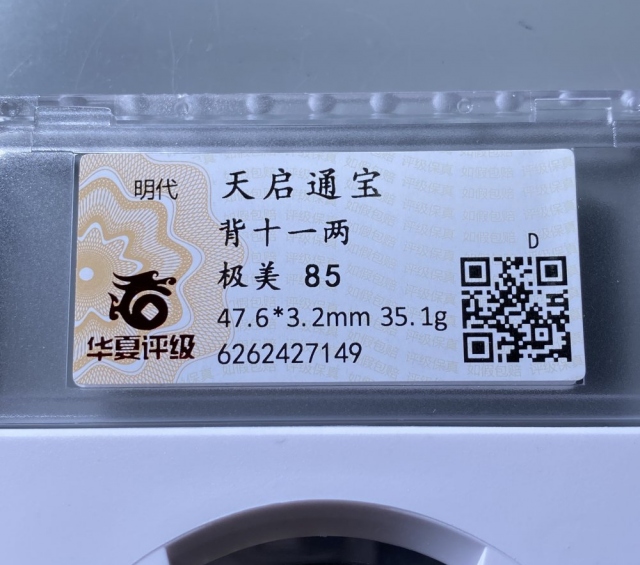 明代
天启通宝
背十一两
极美 85
47.6*3.2mm 35.1g
6262427149
华夏评级
D